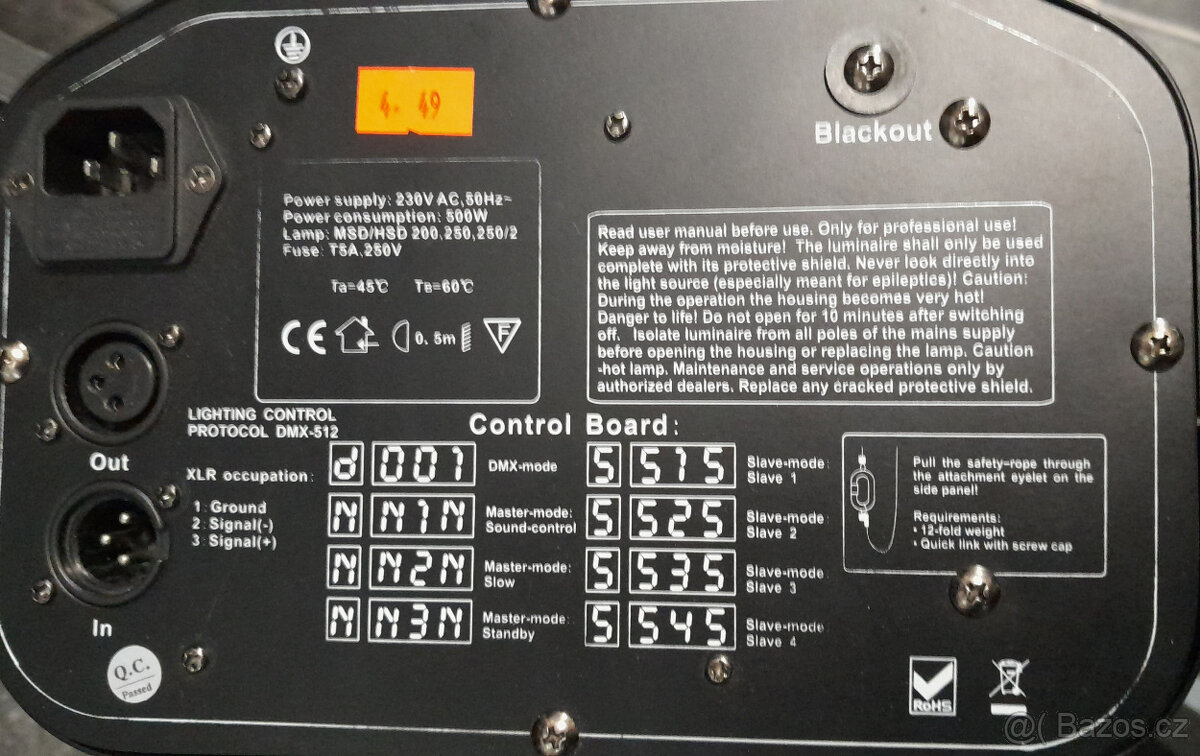 4. 49
Blackout
Power supply: 230V AC,50Hz~
Power consumption: 500W
Lamp: MSD/HSD 200,250,250/2
Fuse: T5A,250V
Ta=45℃ TB=60℃
CE 0.5m F
Read user manual before use. Only for professional use!
Keep away from moisture! The luminaire shall only be used
complete with its protective shield. Never look directly into
the light source (especially meant for epileptics)! Caution:
During the operation the housing becomes very hot!
Danger to life! Do not open for 10 minutes after switching
off. Isolate luminaire from all poles of the mains supply
before opening the housing or replacing the lamp. Caution
-hot lamp. Maintenance and service operations only by
authorized dealers. Replace any cracked protective shield.
LIGHTING CONTROL
PROTOCOL DMX-512
Control Board:
Out
XLR occupation:
1 : Ground
2 : Signal(-)
3 : Signal(+)
In
d 001 DMX-mode
N N1N Master-mode:
Sound-control
N N2N Master-mode:
Slow
N N3N Master-mode:
Standby
S S1S Slave-mode:
Slave 1
S S2S Slave-mode:
Slave 2
S S3S Slave-mode:
Slave 3
S S4S Slave-mode:
Slave 4
Pull the safety-rope through
the attachment eyelet on the
side panel!
Requirements:
• 12-fold weight
• Quick link with screw cap
Q.C.
Passed
RoHS
@( Bazos.cz